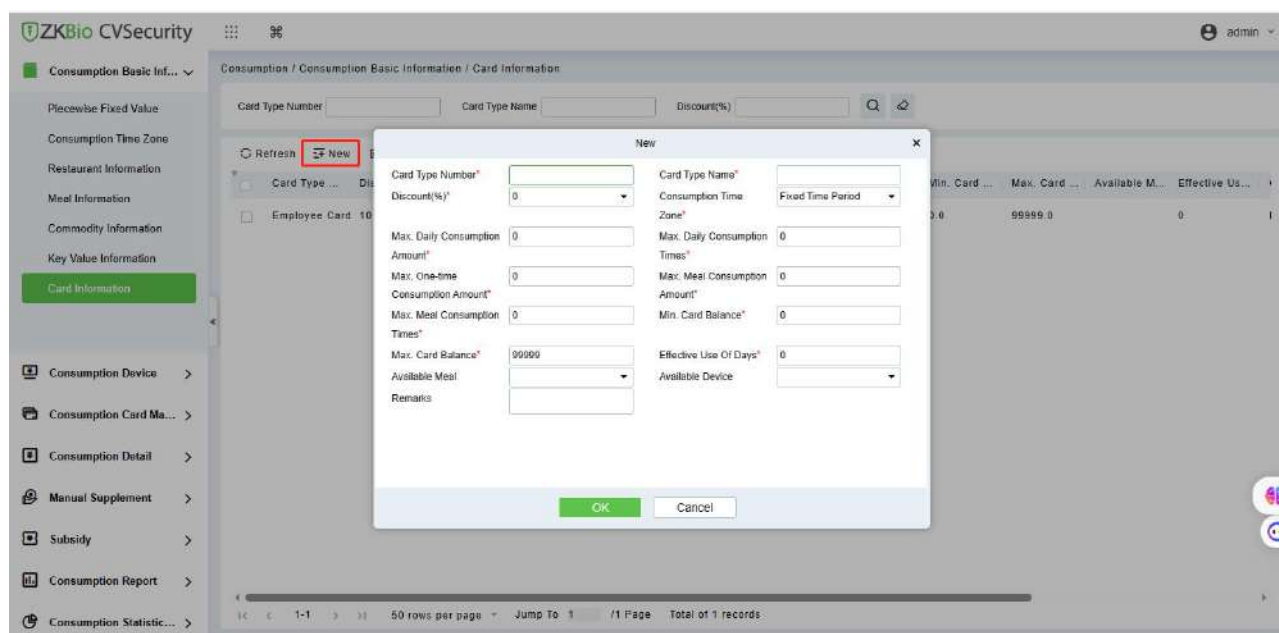 ZKBio CVSecurity
admin
Consumption Basic Inf...
Consumption / Consumption Basic Information / Card Information
Piecewise Fixed Value
Consumption Time Zone
Restaurant Information
Meal Information
Commodity Information
Key Value Information
Card Information
Consumption Device
Consumption Card Ma...
Consumption Detail
Manual Supplement
Subsidy
Consumption Report
Consumption Statistic...
Card Type Number
Card Type Name
Discount(%)
Refresh New
Card Type ... Min. Card ... Max. Card ... Available M... Effective Us...
Employee Card 10 0.0 99999.0 0
New
Card Type Number*
Card Type Name*
Discount(%)* 0
Consumption Time Fixed Time Period
Zone*
Max. Daily Consumption 0
Amount*
Max. Daily Consumption 0
Times*
Max. One-time 0
Consumption Amount*
Max. Meal Consumption 0
Amount*
Max. Meal Consumption 0
Times*
Min. Card Balance* 0
Max. Card Balance* 99999
Effective Use Of Days* 0
Available Meal
Available Device
Remarks
OK Cancel
1-1 50 rows per page Jump To 1 /1 Page Total of 1 records